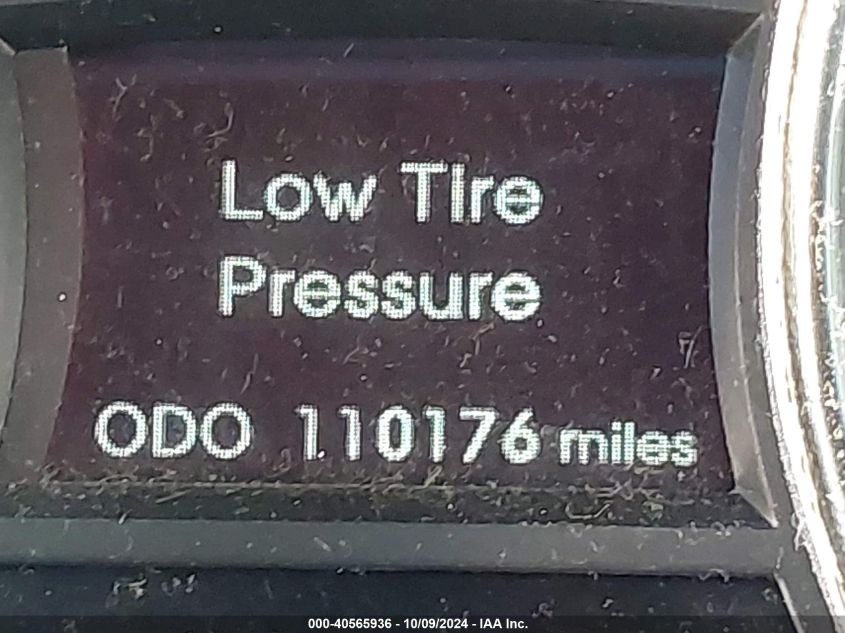 Low Tire
Pressure
ODO 110176 miles
000-40565936 - 10/09/2024 - IAA Inc.